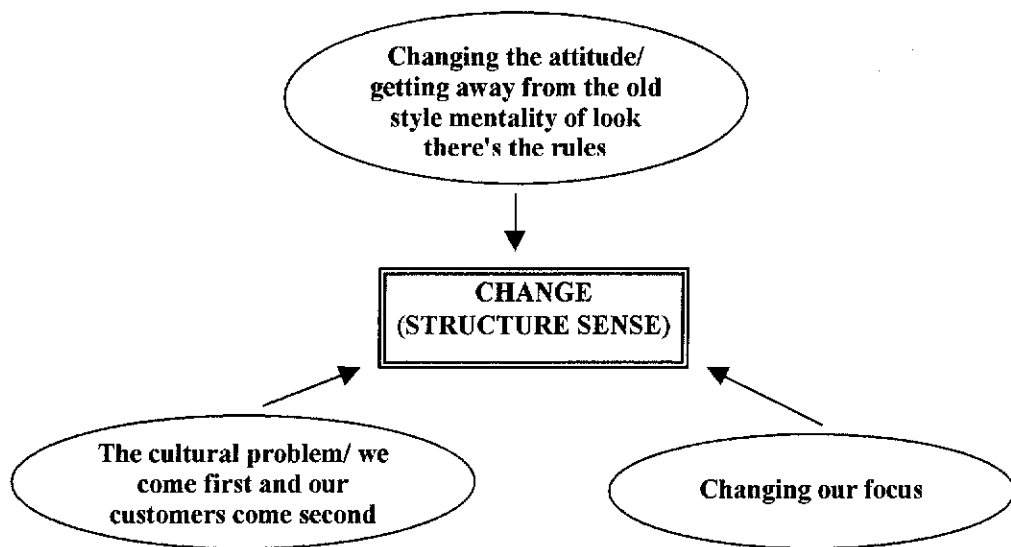 Changing the attitude/
getting away from the old
style mentality of look
there's the rules
CHANGE
(STRUCTURE SENSE)
The cultural problem/ we
come first and our
customers come second
Changing our focus